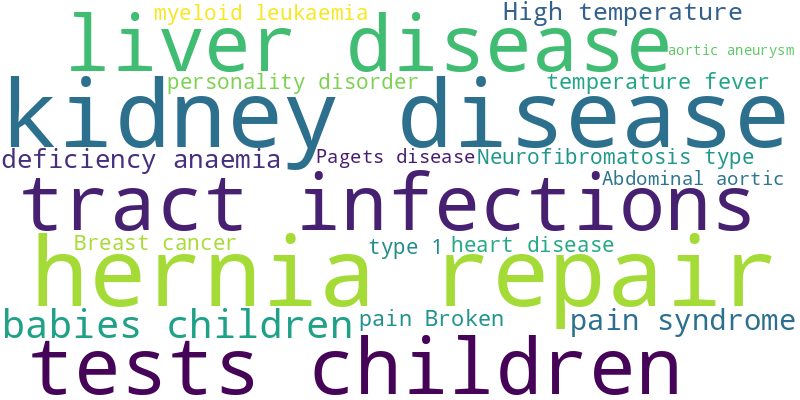 myeloid leukaemia High temperature
liver disease aortic aneurysm
personality disorder temperature fever
kidney disease
deficiency anaemia Pagets disease Neurofibromatosis type
tract infections Abdominal aortic
Breast cancer type 1 heart disease
hernia repair
babies children pain Broken pain syndrome
tests children